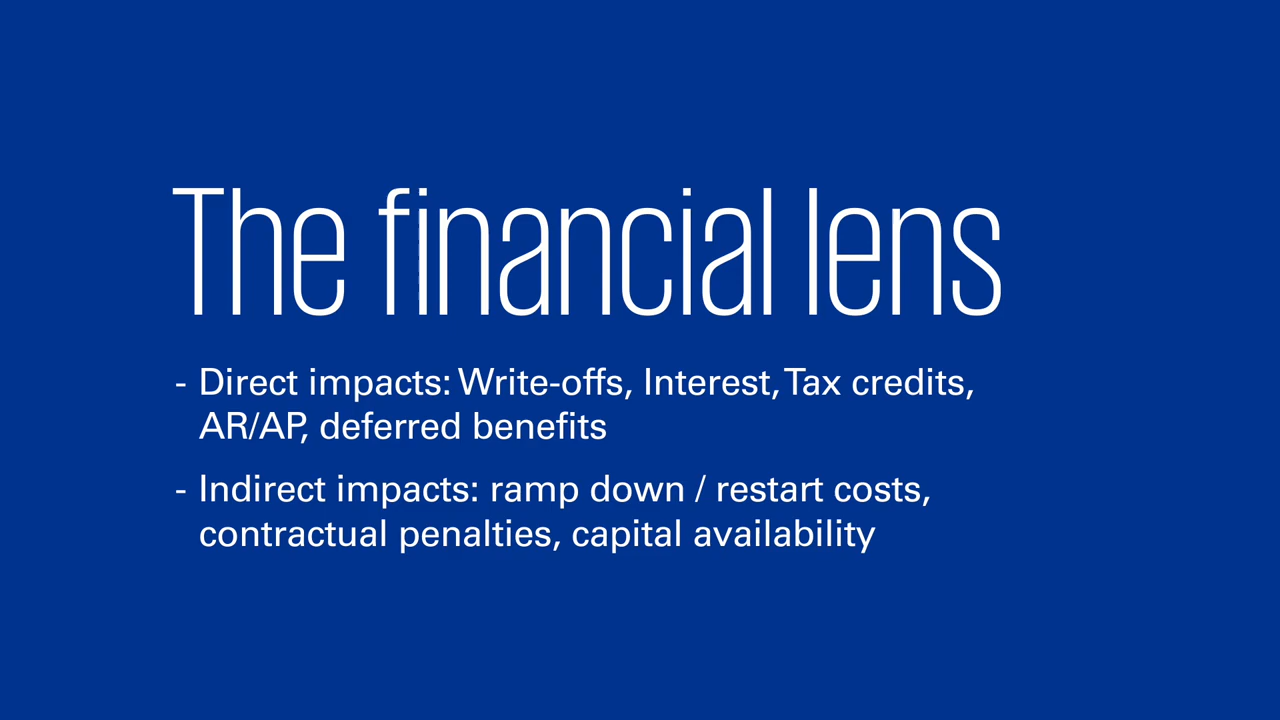 The financial lens
- Direct impacts: Write-offs, Interest, Tax credits,
AR/AP, deferred benefits
- Indirect impacts: ramp down / restart costs,
contractual penalties, capital availability